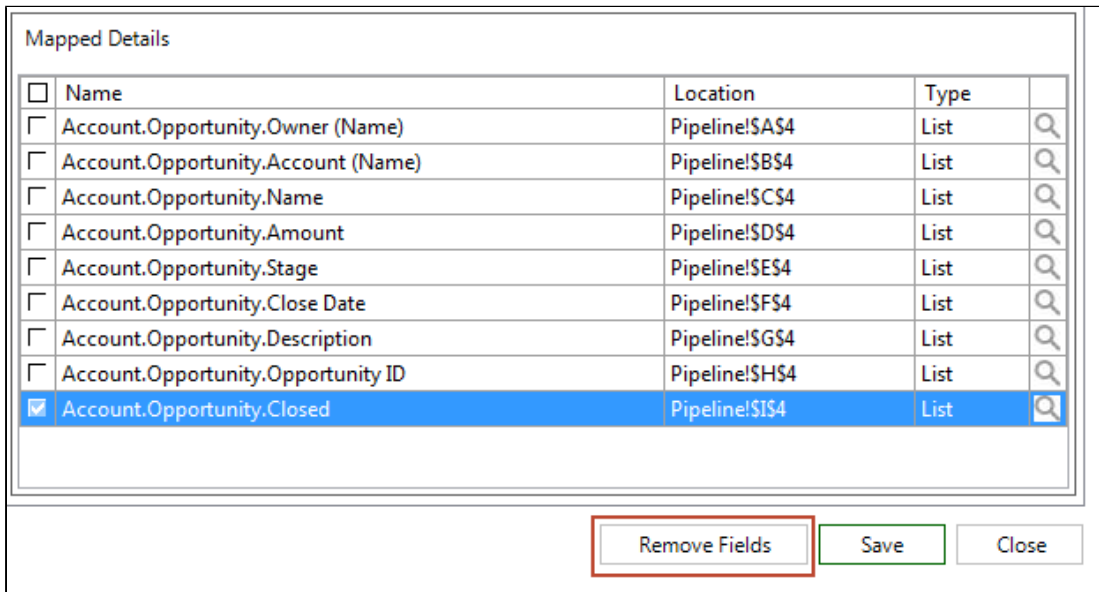 Mapped Details
Name Location Type
Account.Opportunity.Owner (Name) Pipeline!$A$4 List
Account.Opportunity.Account (Name) Pipeline!$B$4 List
Account.Opportunity.Name Pipeline!$C$4 List
Account.Opportunity.Amount Pipeline!$D$4 List
Account.Opportunity.Stage Pipeline!$E$4 List
Account.Opportunity.Close Date Pipeline!$F$4 List
Account.Opportunity.Description Pipeline!$G$4 List
Account.Opportunity.Opportunity ID Pipeline!$H$4 List
Account.Opportunity.Closed Pipeline!$I$4 List
Remove Fields Save Close